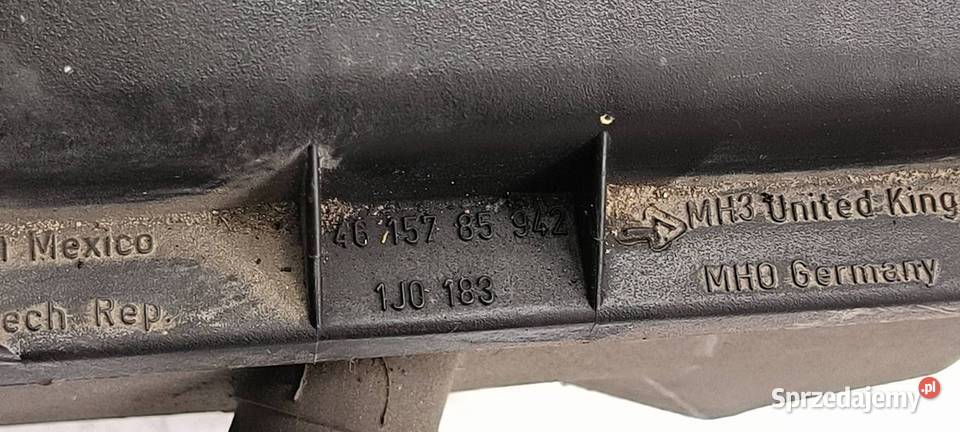 Mexico
46 157 85 942
MH3 United King
ech Rep.
1J0 183
MH0 Germany
Sprzedajemy .pl